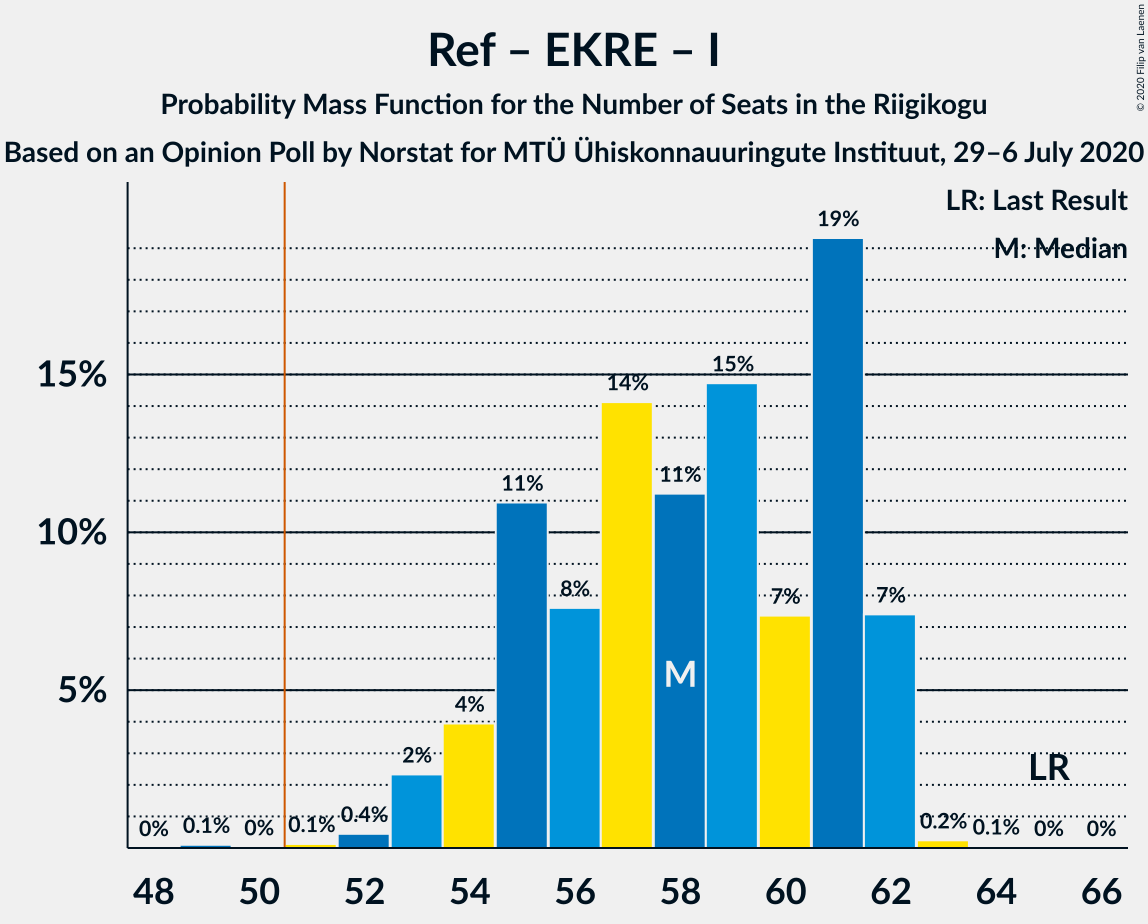 Ref – EKRE – I
Probability Mass Function for the Number of Seats in the Riigikogu
Based on an Opinion Poll by Norstat for MTÜ Ühiskonnauuringute Instituut, 29–6 July 2020
© 2020 Filip van Laenen
LR: Last Result
M: Median
19%
15%
15%
14%
11%
11%
10%
8%
7%
7%
5%
M
4%
2%
LR
0% 0.1% 0% 0.1% 0.4% 0.2% 0.1% 0% 0%
48 50 52 54 56 58 60 62 64 66